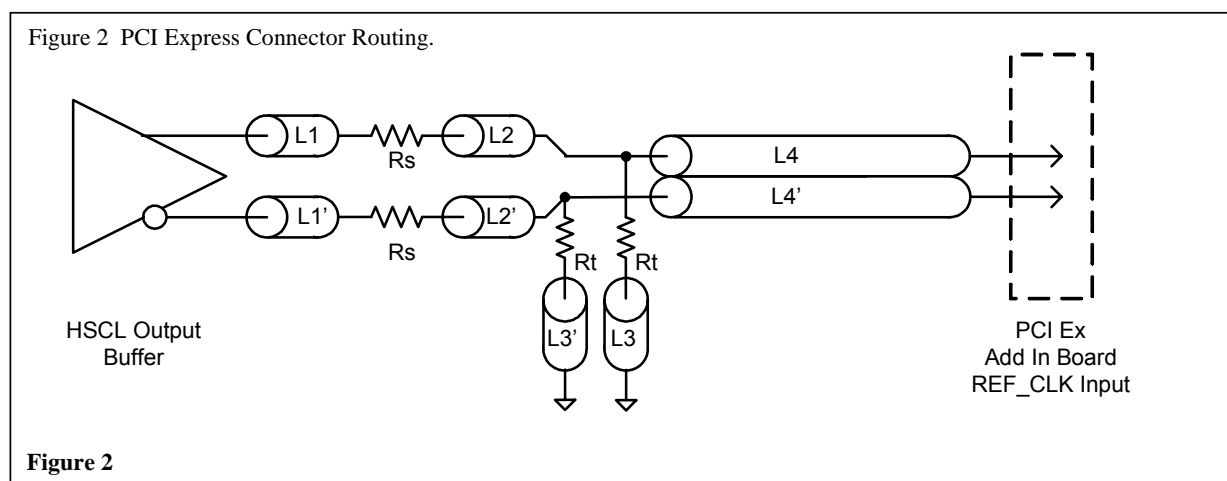 Figure 2 PCI Express Connector Routing.
L1
Rs
L2
L4
L1'
Rs
L2'
L4'
Rt
Rt
L3'
L3
HSCL Output
Buffer
PCI Ex
Add In Board
REF_CLK Input
Figure 2